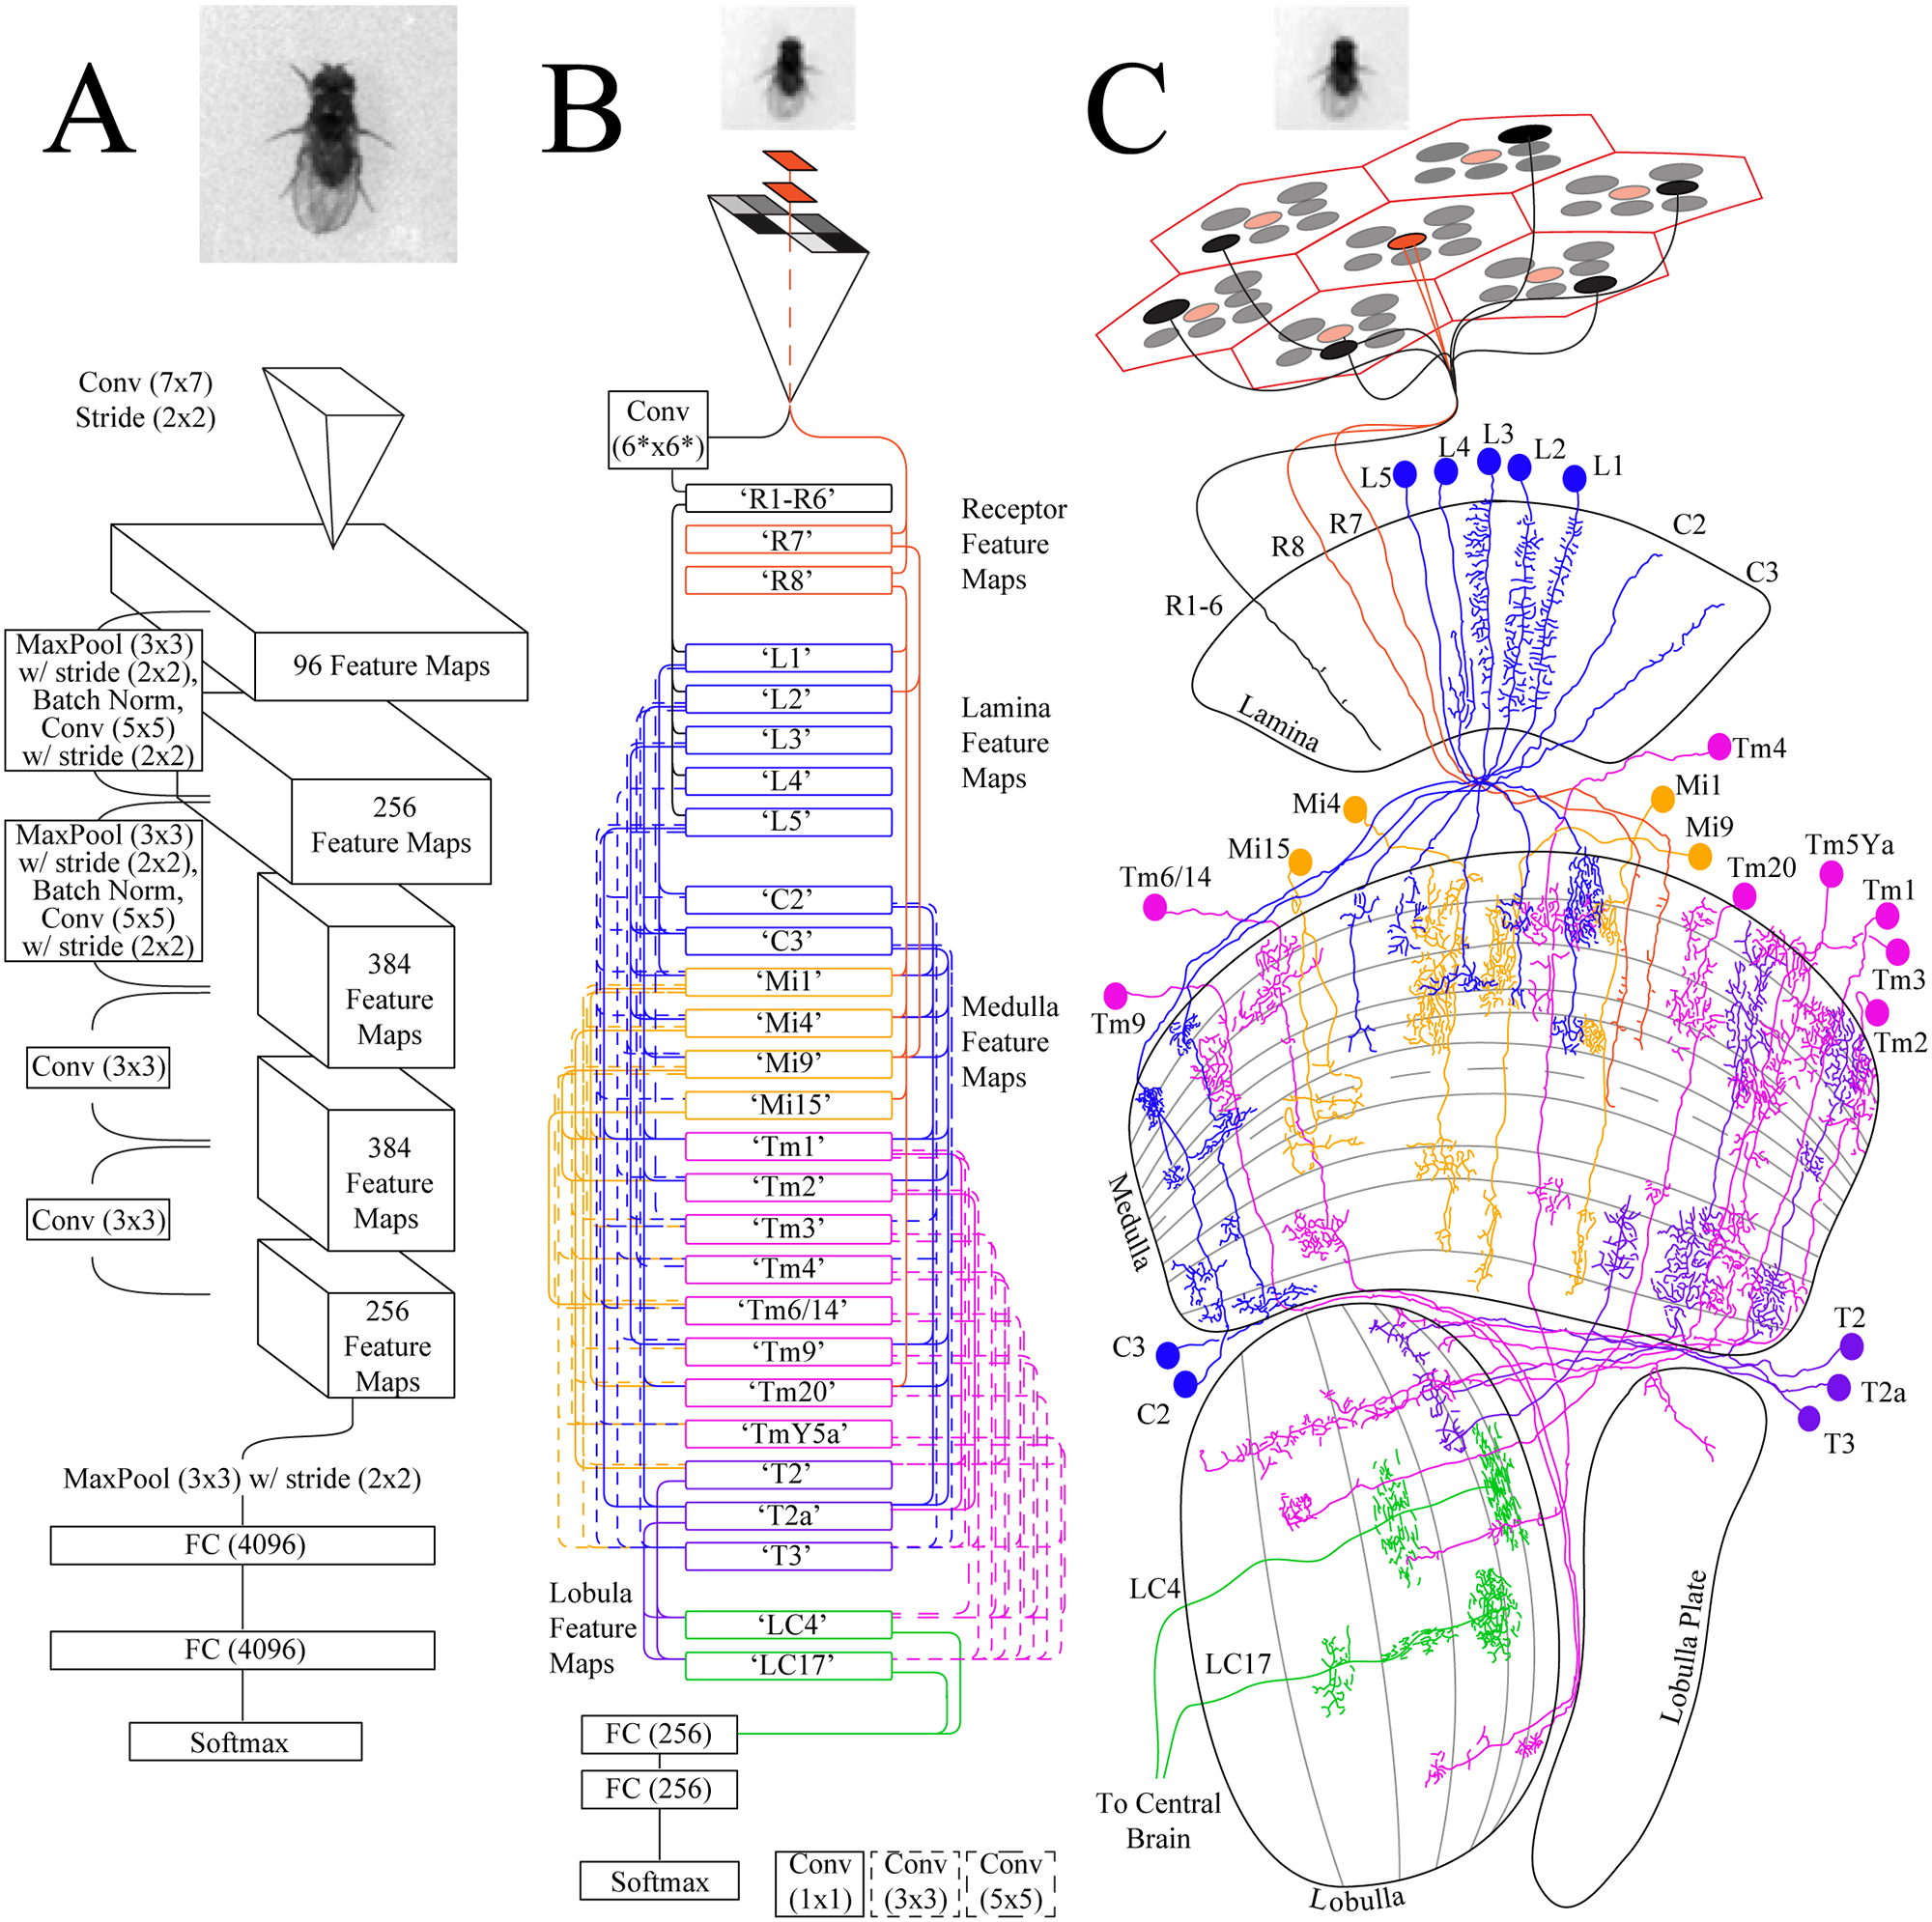 A
Conv (7x7)
Stride (2x2)
96 Feature Maps
MaxPool (3x3)
w/ stride (2x2),
Batch Norm,
Conv (5x5)
w/ stride (2x2)
256
Feature Maps
MaxPool (3x3)
w/ stride (2x2),
Batch Norm,
Conv (5x5)
w/ stride (2x2)
384
Feature
Maps
Conv (3x3)
384
Feature
Maps
Conv (3x3)
256
Feature
Maps
MaxPool (3x3) w/ stride (2x2)
FC (4096)
FC (4096)
Softmax
B
Conv
(6*x6*)
‘R1-R6’
‘R7’
‘R8’
Receptor
Feature
Maps
‘L1’
‘L2’
‘L3’
‘L4’
‘L5’
Lamina
Feature
Maps
‘C2’
‘C3’
‘Mi1’
‘Mi4’
‘Mi9’
‘Mi15’
‘Tm1’
‘Tm2’
‘Tm3’
‘Tm4’
‘Tm6/14’
‘Tm9’
‘Tm20’
‘TmY5a’
‘T2’
‘T2a’
‘T3’
Medulla
Feature
Maps
Lobula
Feature
Maps
‘LC4’
‘LC17’
FC (256)
FC (256)
Softmax
Conv
(1x1)
Conv
(3x3)
Conv
(5x5)
C
L5
L4
L3
L2
L1
R7
R8
R1-6
C2
C3
Lamina
Tm4
Mi4
Mi1
Mi15
Mi9
Tm6/14
Tm20
Tm5Ya
Tm1
Tm3
Tm9
Tm2
Medulla
C3
C2
T2
T2a
T3
LC4
LC17
To Central
Brain
Lobulla
Lobulla Plate